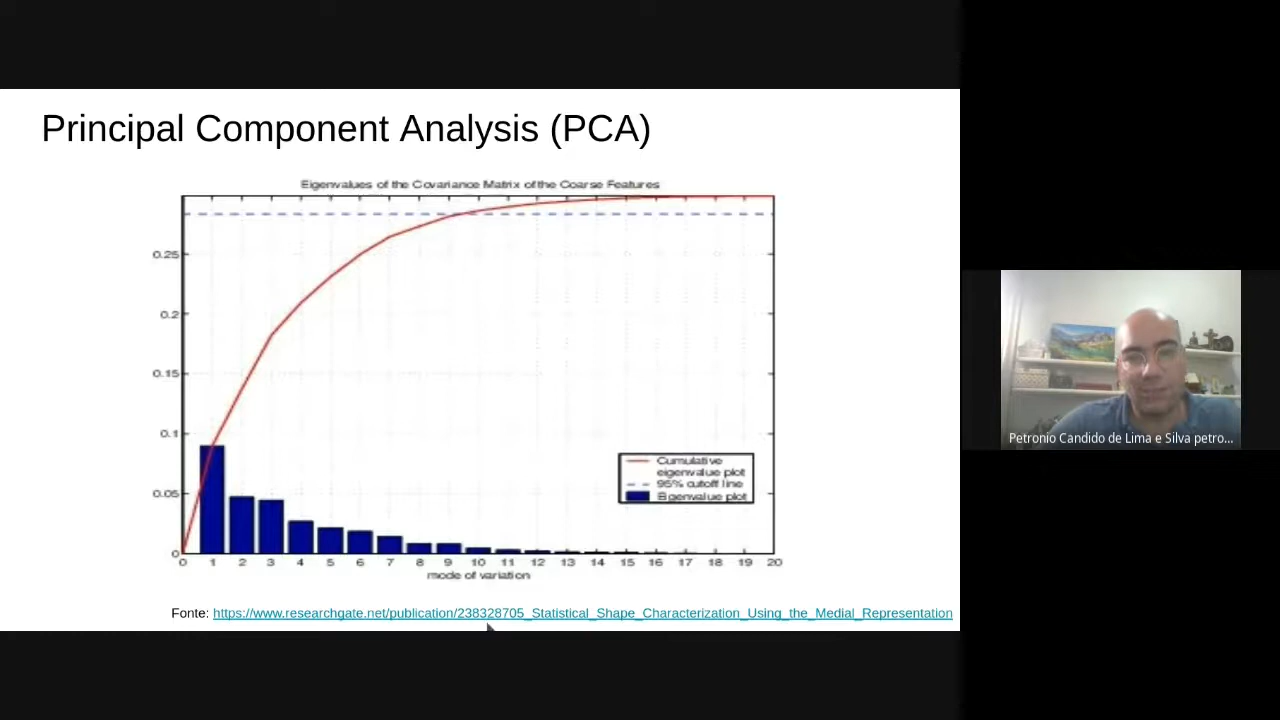 Principal Component Analysis (PCA)
Eigenvalues of the Covariance Matrix of the Coarse Features
0.25
0.2
0.15
0.1
0.05
0
Cumulative
eigenvalue plot
95% cutoff line
Eigenvalue plot
0 1 2 3 4 5 6 7 8 9 10 11 12 13 14 15 16 17 18 19 20
mode of variation
Fonte: https://www.researchgate.net/publication/238328705_Statistical_Shape_Characterization_Using_the_Medial_Representation
Petronio Candido de Lima e Silva petro...